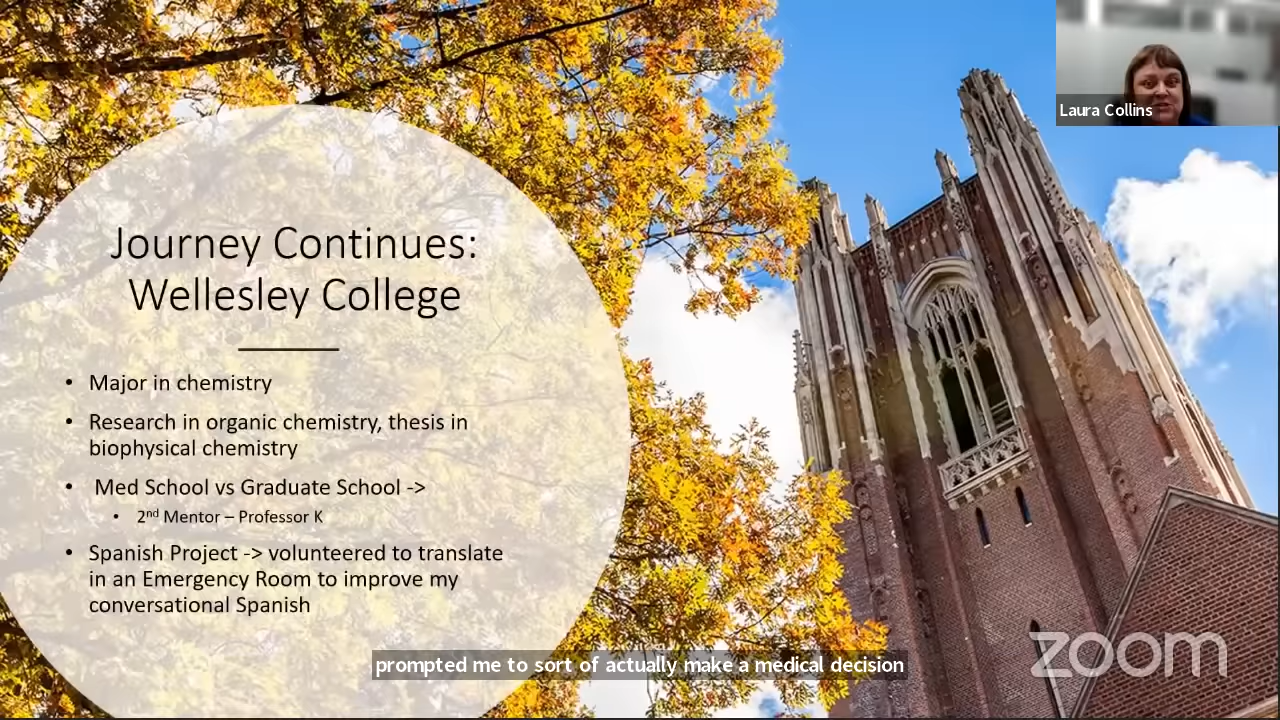 Laura Collins
Journey Continues:
Wellesley College
• Major in chemistry
• Research in organic chemistry, thesis in
biophysical chemistry
• Med School vs Graduate School ->
• 2nd Mentor – Professor K
• Spanish Project -> volunteered to translate
in an Emergency Room to improve my
conversational Spanish
prompted me to sort of actually make a medical decision
zoom